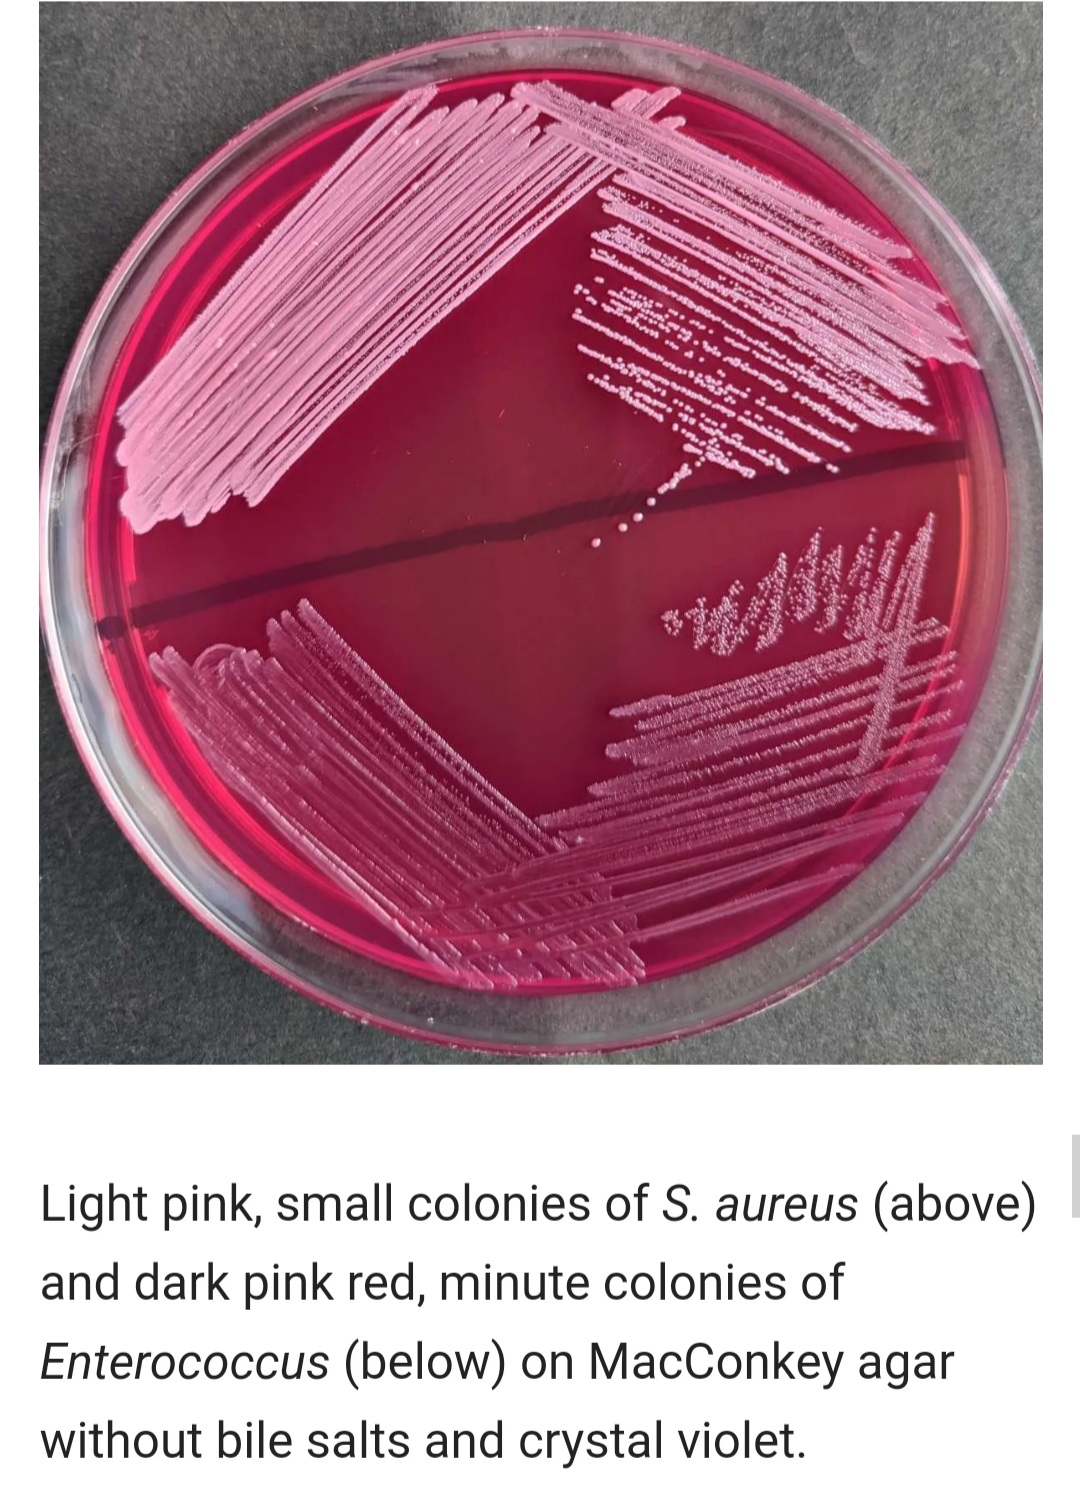 Light pink, small colonies of S. aureus (above)
and dark pink red, minute colonies of
Enterococcus (below) on MacConkey agar
without bile salts and crystal violet.